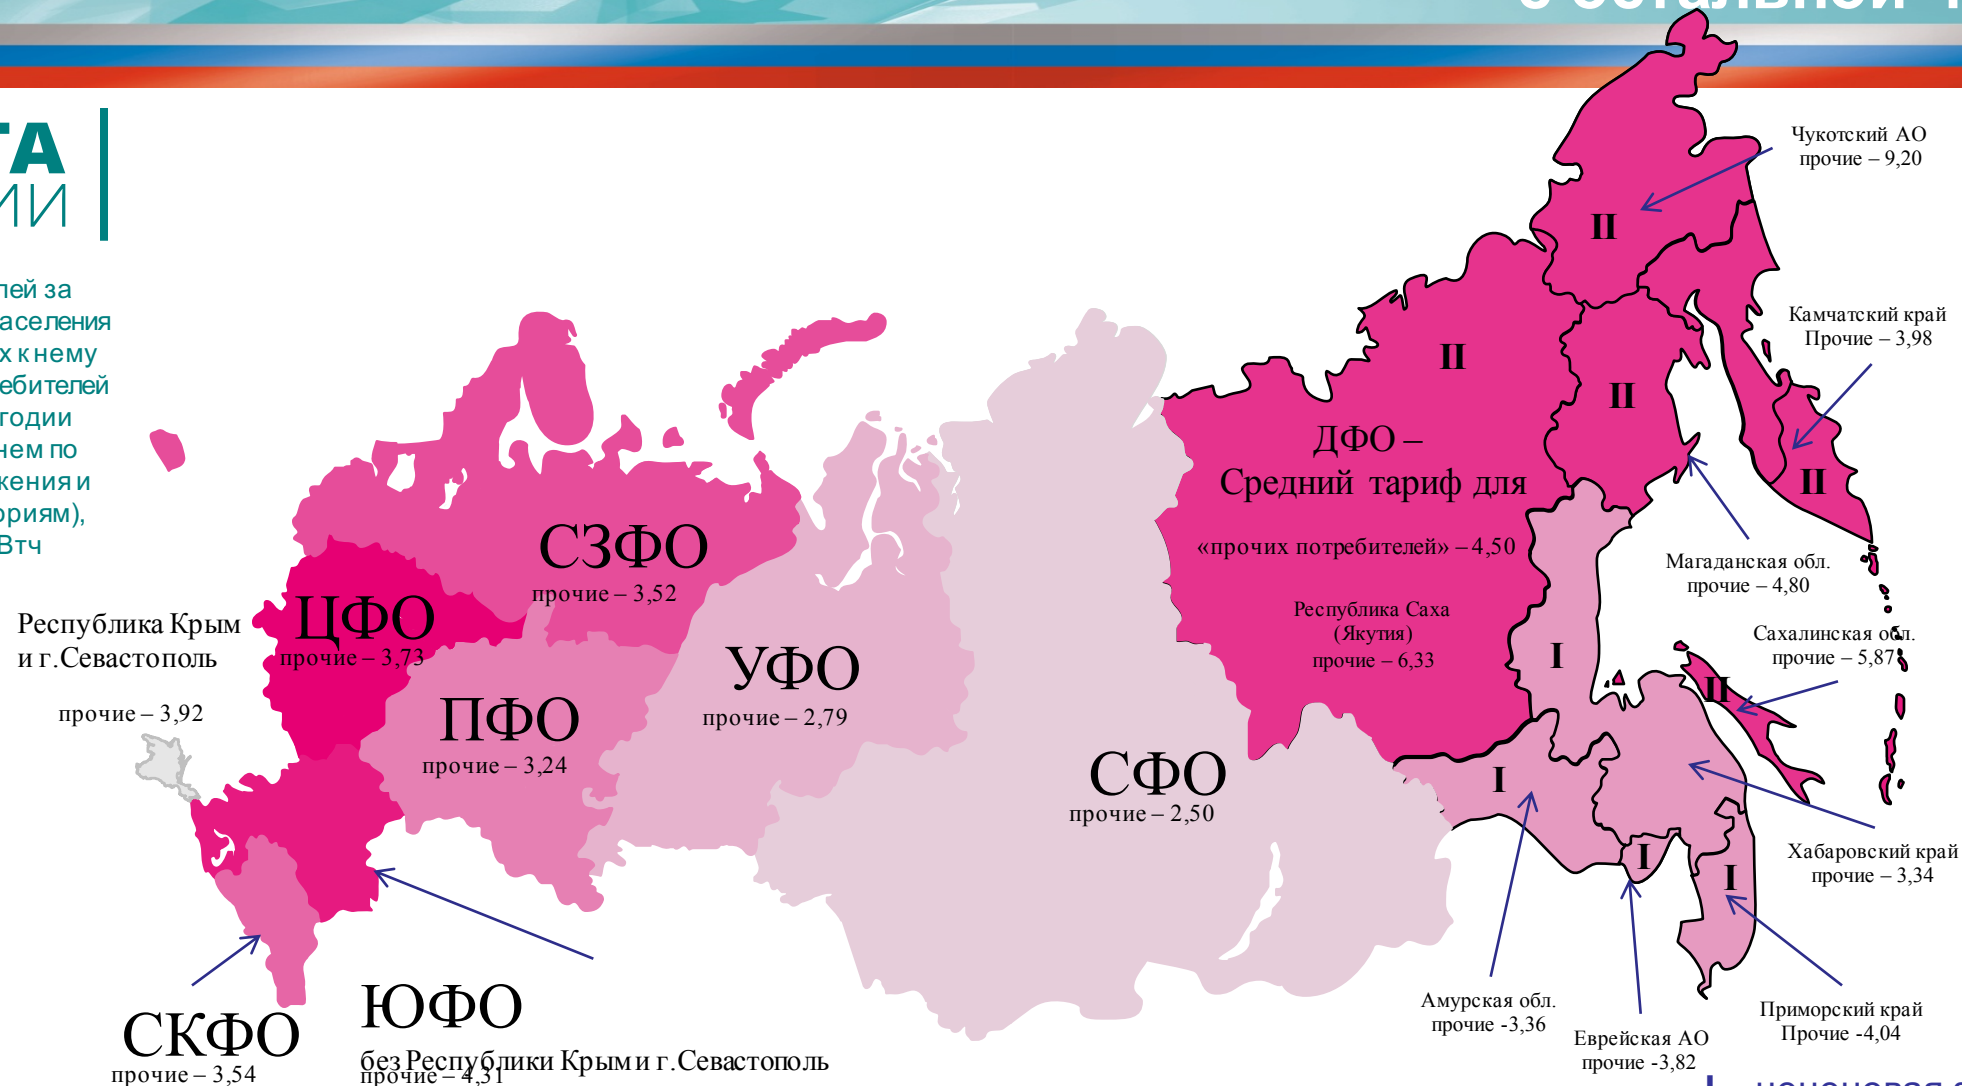 ТА
ИИ
лей за
аселения
х к нему
ебителей
годии
нем по
жения и
ориям),
Втч
Чукотский АО
прочие – 9,20
II
Камчатский край
Прочие – 3,98
II
II
II
ДФО –
Средний тариф для
«прочих потребителей» – 4,50
Республика Саха
(Якутия)
прочие – 6,33
Магаданская обл.
прочие – 4,80
Сахалинская обл.
прочие – 5,87
II
I
СЗФО
прочие – 3,52
ЦФО
прочие – 3,73
Республика Крым
и г.Севастополь
прочие – 3,92
УФО
прочие – 2,79
ПФО
прочие – 3,24
СФО
прочие – 2,50
I
I
I
Хабаровский край
прочие – 3,34
Амурская обл.
прочие -3,36
Еврейская АО
прочие -3,82
Приморский край
Прочие -4,04
СКФО
прочие – 3,54
ЮФО
без Республики Крым и г.Севастополь
прочие – 4,31